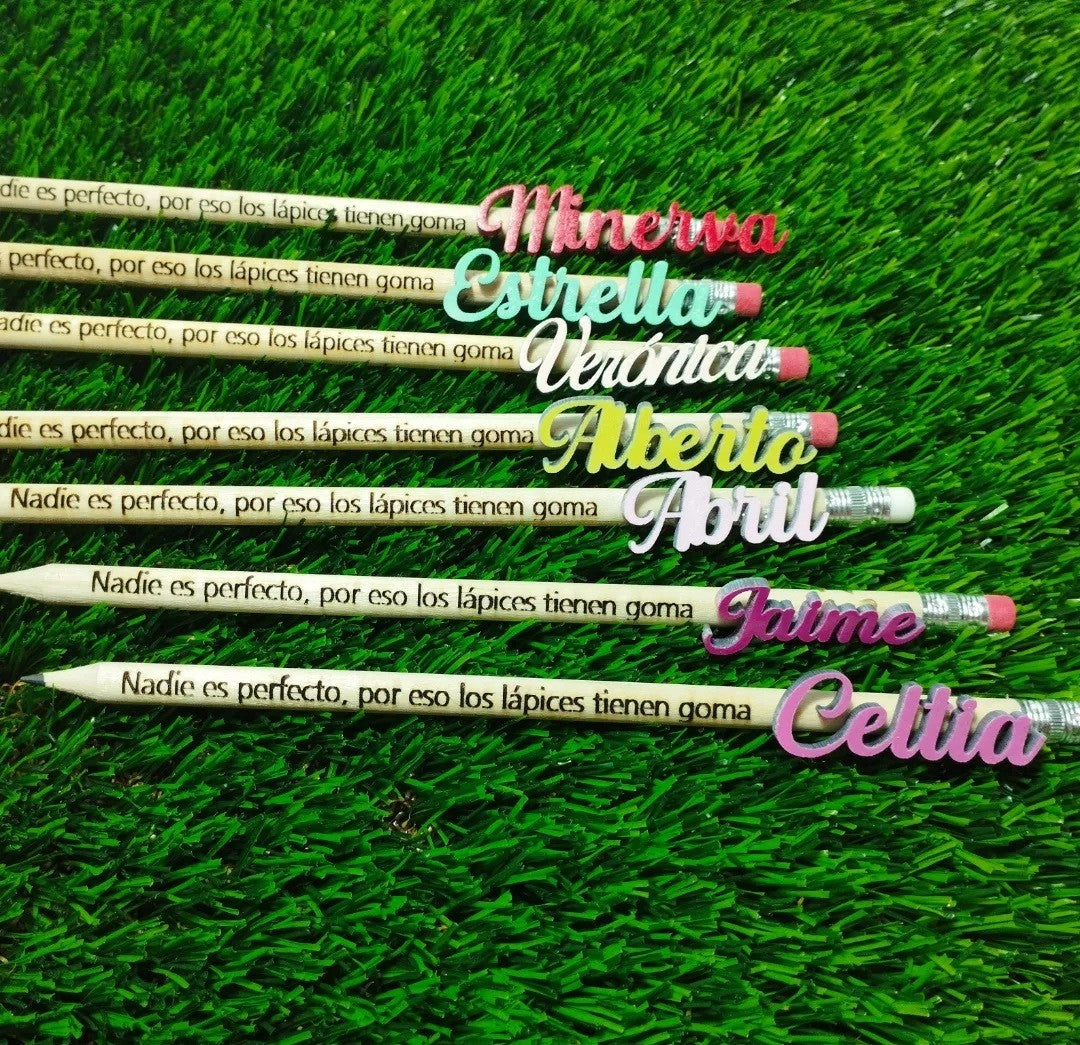 die es perfecto, por eso los lápices tienen goma Minerva
perfecto, por eso los lápices tienen goma Estrella
adie es perfecto, por eso los lápices tienen goma Verónica
die es perfecto, por eso los lápices tienen goma Alberto
Nadie es perfecto, por eso los lápices tienen goma Abril
Nadie es perfecto, por eso los lápices tienen goma Jaime
Nadie es perfecto, por eso los lápices tienen goma Celtia